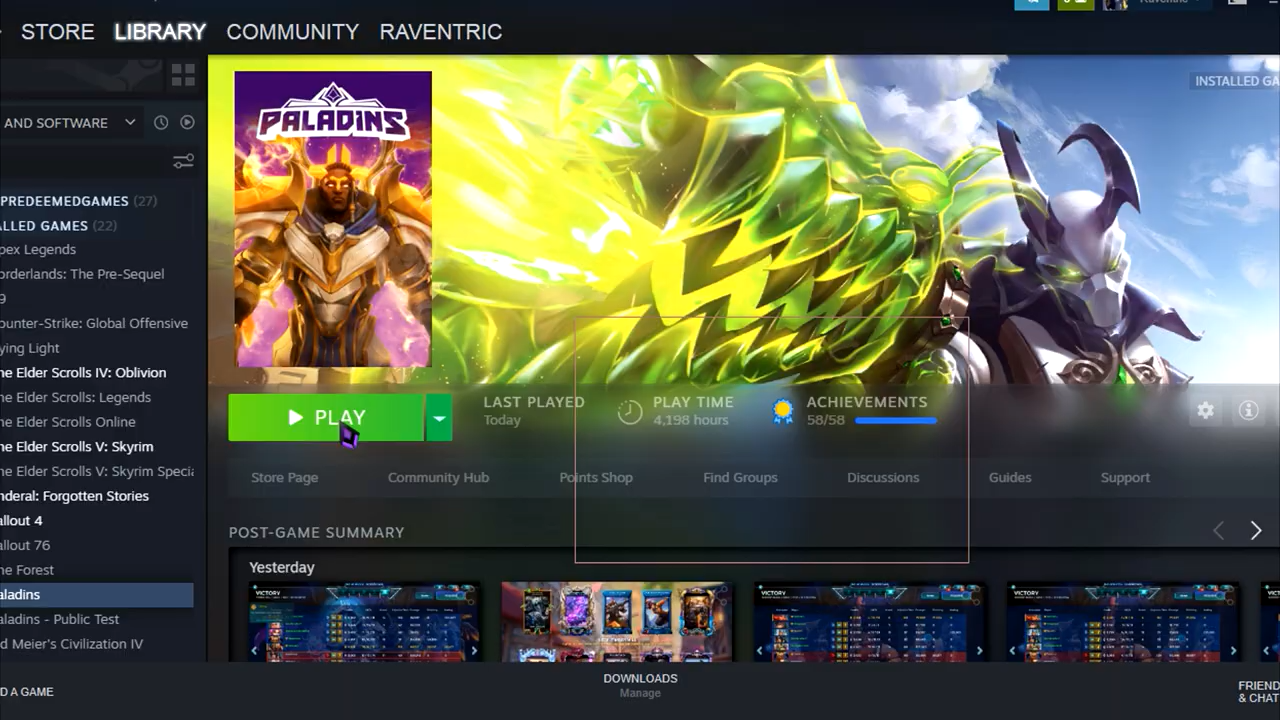 STORE LIBRARY COMMUNITY RAVENTRIC
INSTALLED GA
AND SOFTWARE
PALADINS
PREDEEMEDGAMES (27)
ALLED GAMES (22)
pex Legends
orderlands: The Pre-Sequel
9
ounter-Strike: Global Offensive
ying Light
he Elder Scrolls IV: Oblivion
he Elder Scrolls: Legends
he Elder Scrolls Online
he Elder Scrolls V: Skyrim
he Elder Scrolls V: Skyrim Specia
nderal: Forgotten Stories
allout 4
allout 76
he Forest
aladins
aladins - Public Test
d Meier's Civilization IV
PLAY
LAST PLAYED
Today
PLAY TIME
4,198 hours
ACHIEVEMENTS
58/58
Store Page Community Hub Points Shop Find Groups Discussions Guides Support
POST-GAME SUMMARY
Yesterday
VICTORY
VICTORY
VICTORY
D A GAME
DOWNLOADS
Manage
FRIEND
& CHAT